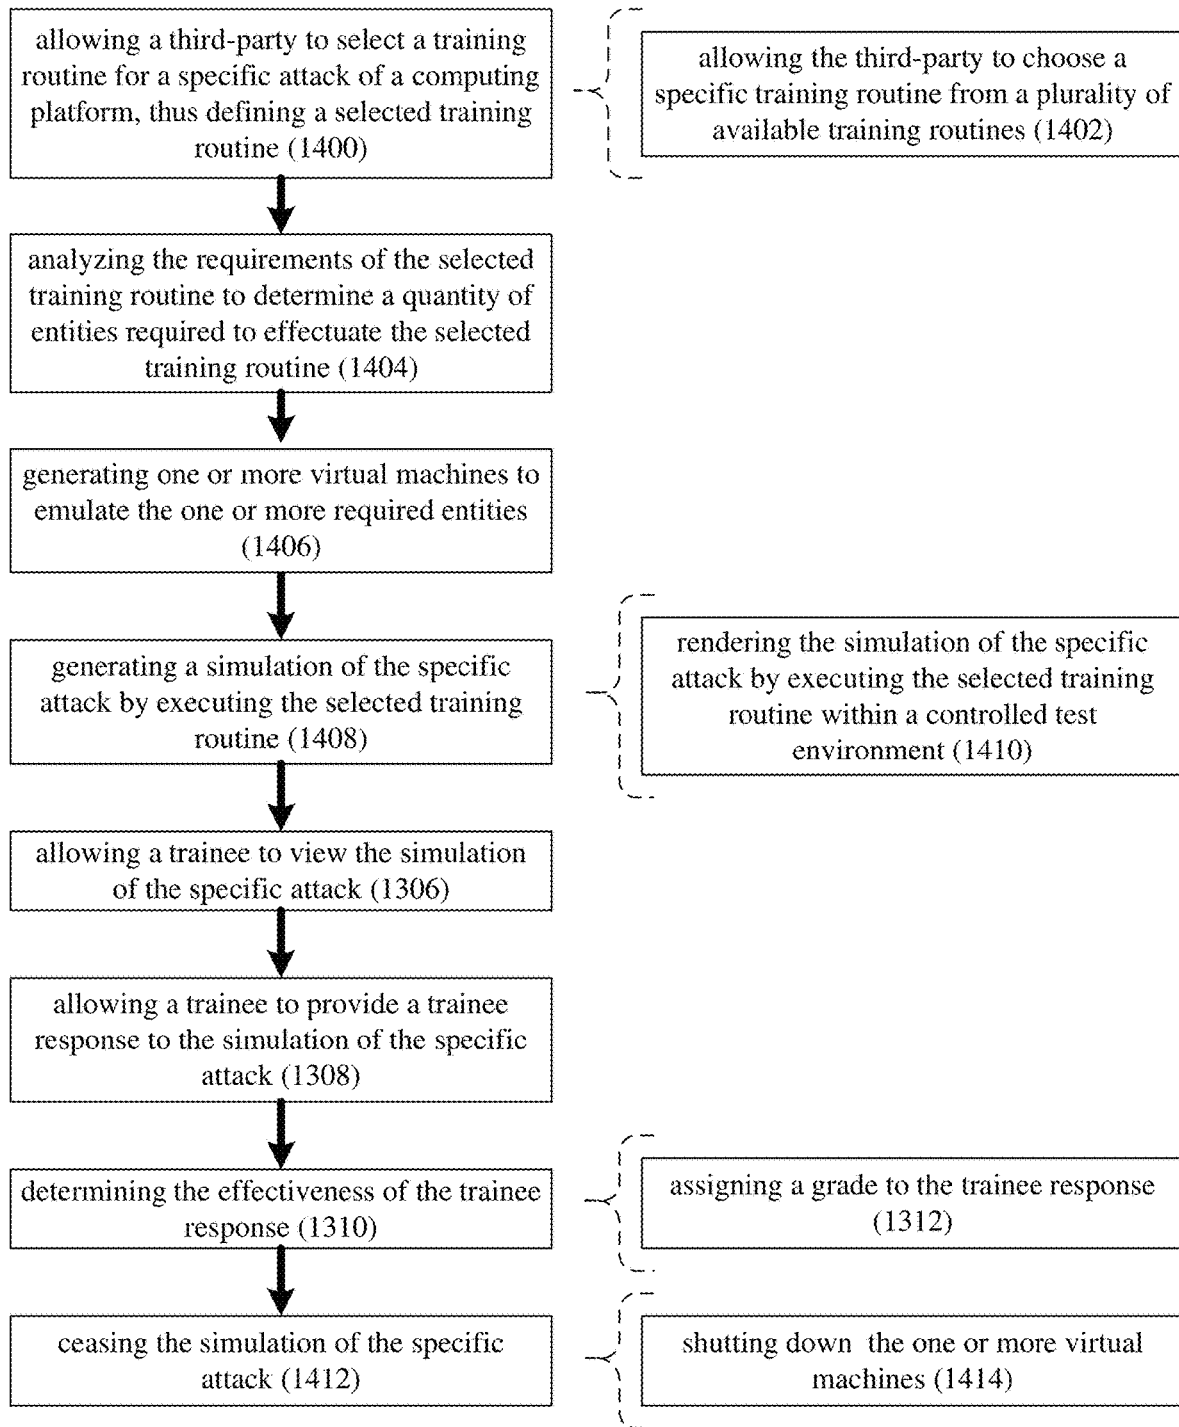 allowing a third-party to select a training
routine for a specific attack of a computing
platform, thus defining a selected training
routine (1400)
allowing the third-party to choose a
specific training routine from a plurality of
available training routines (1402)
analyzing the requirements of the selected
training routine to determine a quantity of
entities required to effectuate the selected
training routine (1404)
generating one or more virtual machines to
emulate the one or more required entities
(1406)
generating a simulation of the specific
attack by executing the selected training
routine (1408)
rendering the simulation of the specific
attack by executing the selected training
routine within a controlled test
environment (1410)
allowing a trainee to view the simulation
of the specific attack (1306)
allowing a trainee to provide a trainee
response to the simulation of the specific
attack (1308)
determining the effectiveness of the trainee
response (1310)
assigning a grade to the trainee response
(1312)
ceasing the simulation of the specific
attack (1412)
shutting down the one or more virtual
machines (1414)